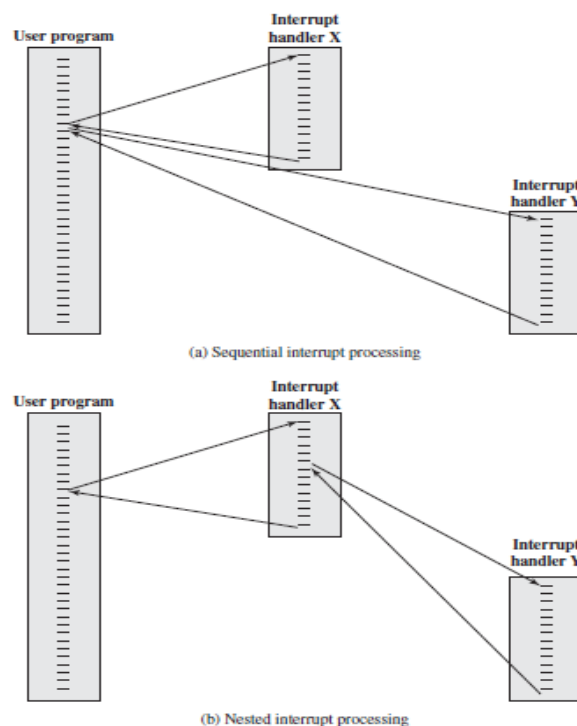 User program
Interrupt
handler X
Interrupt
handler Y
(a) Sequential interrupt processing
User program
Interrupt
handler X
Interrupt
handler Y
(b) Nested interrupt processing